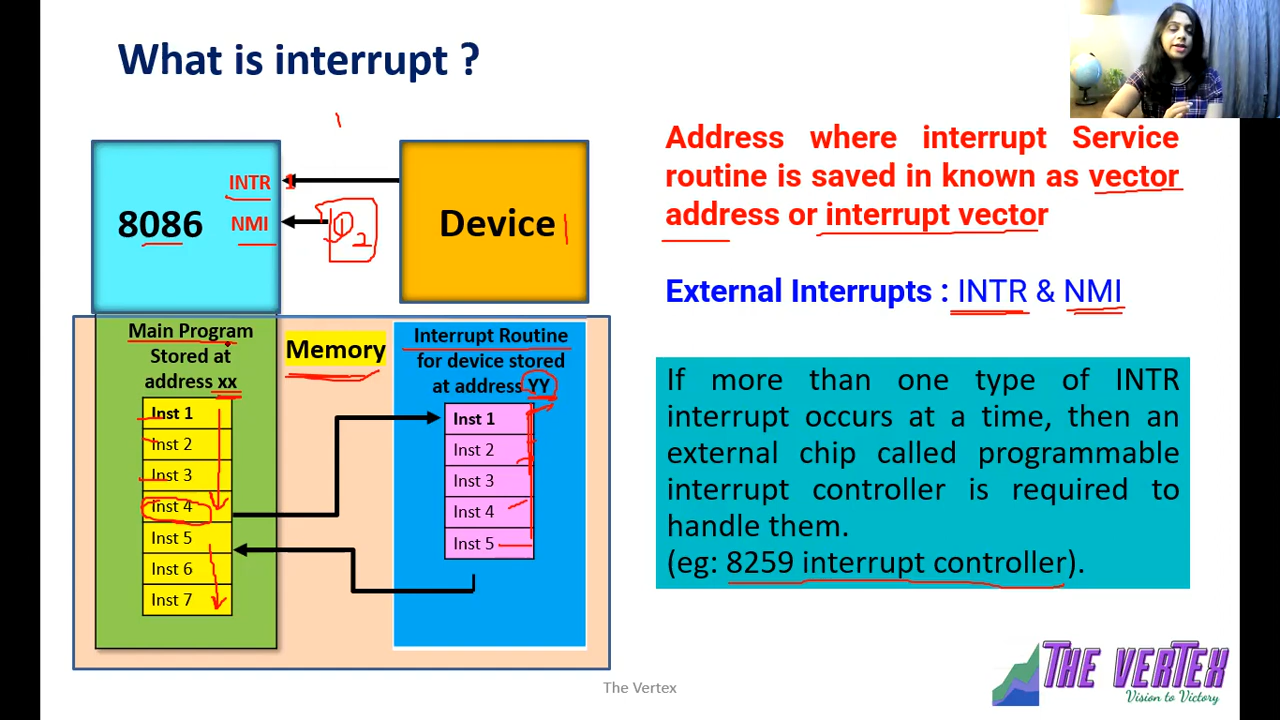 What is interrupt ?
8086
INTR 1
NMI
2
Device 1
Main Program
Stored at
address xx
Inst 1
Inst 2
Inst 3
Inst 4
Inst 5
Inst 6
Inst 7
Memory
Interrupt Routine
for device stored
at address YY
Inst 1
Inst 2
Inst 3
Inst 4
Inst 5
Address where interrupt Service
routine is saved in known as vector
address or interrupt vector
External Interrupts : INTR & NMI
If more than one type of INTR
interrupt occurs at a time, then an
external chip called programmable
interrupt controller is required to
handle them.
(eg: 8259 interrupt controller).
The Vertex
THE VERTEX
Vision to Victory